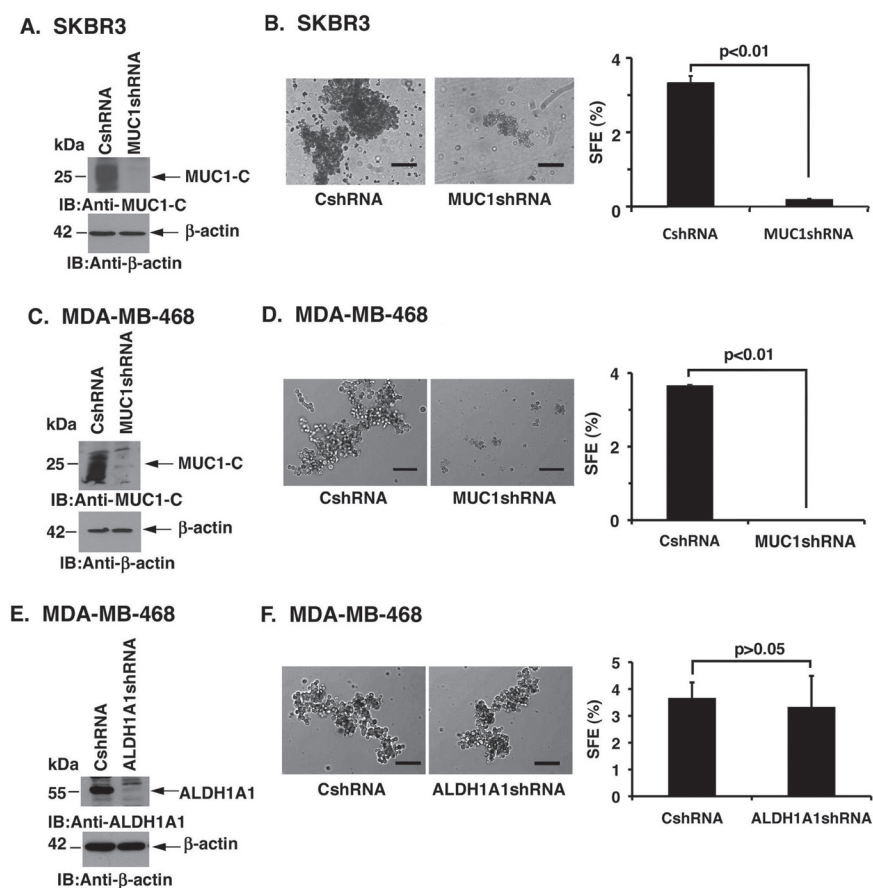 A. SKBR3
kDa
CshRNA
MUC1shRNA
25
MUC1-C
IB:Anti-MUC1-C
42
β-actin
IB:Anti-β-actin
B. SKBR3
CshRNA
MUC1shRNA
p<0.01
SFE (%)
4
2
0
CshRNA
MUC1shRNA
C. MDA-MB-468
kDa
CshRNA
MUC1shRNA
25
MUC1-C
IB:Anti-MUC1-C
42
β-actin
IB:Anti-β-actin
D. MDA-MB-468
CshRNA
MUC1shRNA
p<0.01
SFE (%)
4
2
0
CshRNA
MUC1shRNA
E. MDA-MB-468
kDa
CshRNA
ALDH1A1shRNA
55
ALDH1A1
IB:Anti-ALDH1A1
42
β-actin
IB:Anti-β-actin
F. MDA-MB-468
CshRNA
ALDH1A1shRNA
p>0.05
SFE (%)
5
4
3
2
1
0
CshRNA
ALDH1A1shRNA